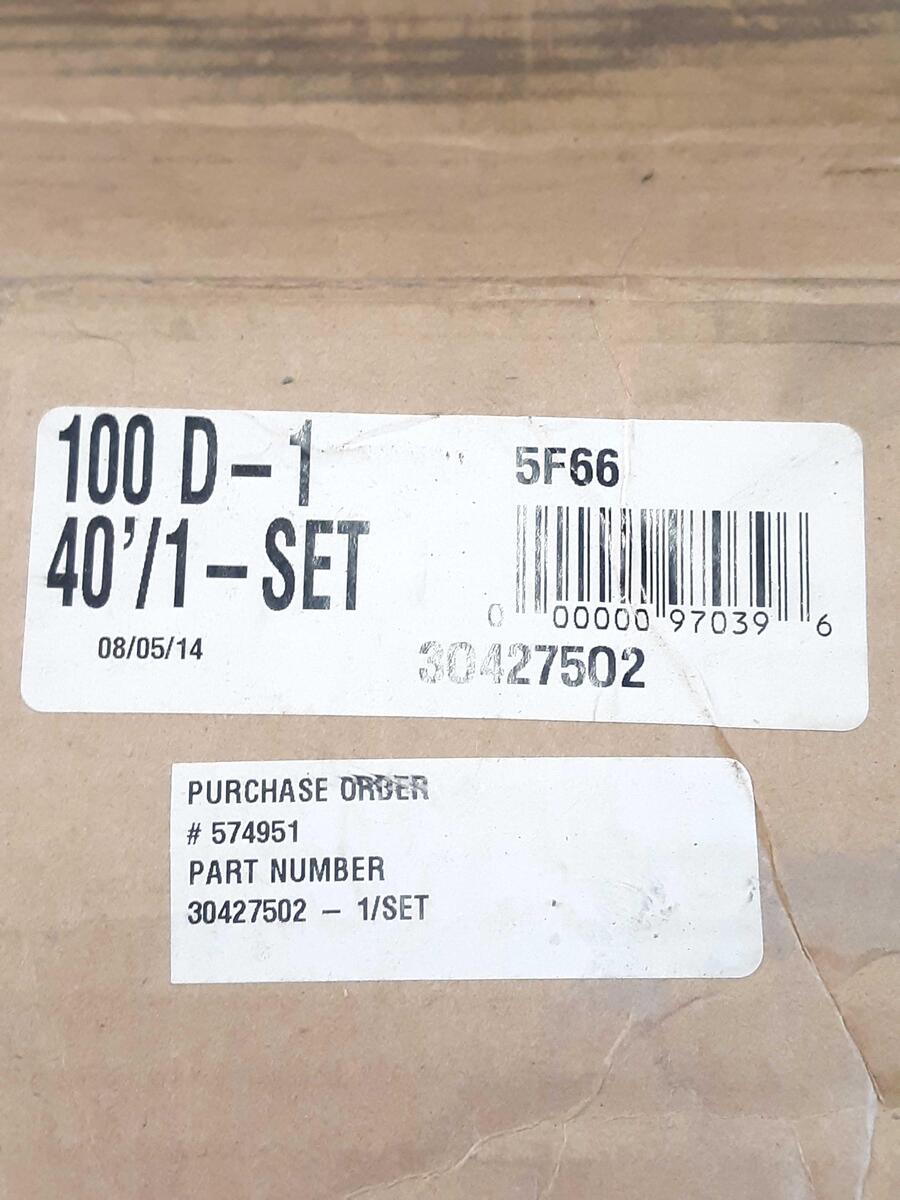 100 D-1
40'/1-SET
08/05/14
5F66
0 00000 97039 6
30427502
PURCHASE ORDER
# 574951
PART NUMBER
30427502 - 1/SET